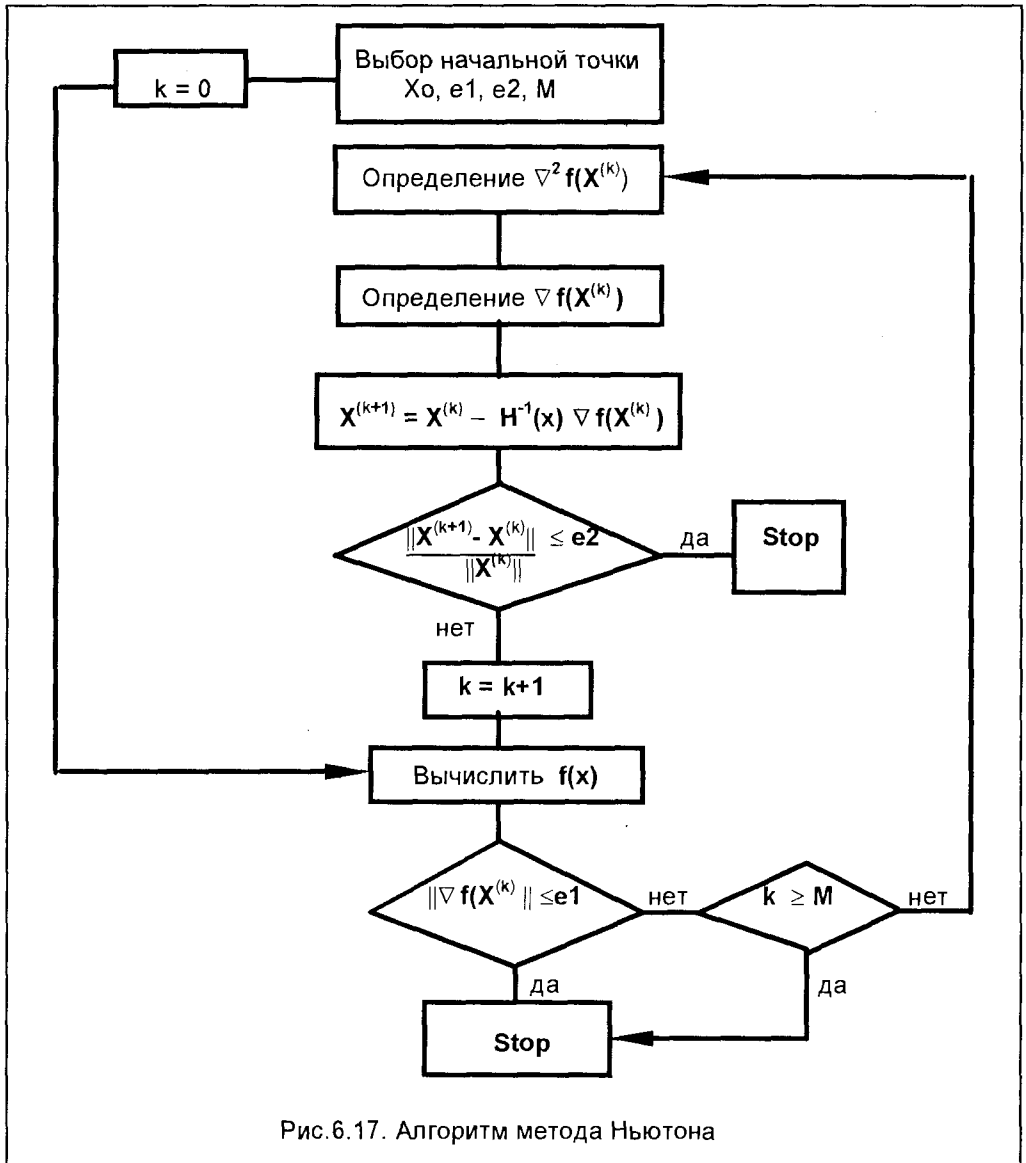 Выбор начальной точки
Xo, e1, e2, M
k = 0
Определение ∇² f(X⁽ᵏ⁾)
Определение ∇ f(X⁽ᵏ⁾ )
X⁽ᵏ⁺¹⁾ = X⁽ᵏ⁾ – H⁻¹(x) ∇ f(X⁽ᵏ⁾ )
||X⁽ᵏ⁺¹⁾ - X⁽ᵏ⁾|| ≤ e2
||X⁽ᵏ⁾||
да
Stop
нет
k = k+1
Вычислить f(x)
||∇ f(X⁽ᵏ⁾ || ≤e1
нет
k ≥ M
нет
да
да
Stop
Рис.6.17. Алгоритм метода Ньютона